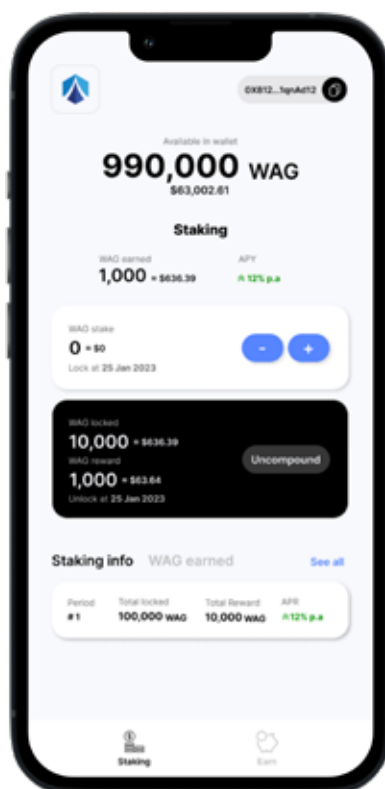 0X812...1qnAd12
Available in wallet
990,000 WAG
$63,002.61
Staking
WAG earned APY
1,000 = $636.39 12% p.a
WAG stake
0 = $0
Lock at 25 Jan 2023
- +
WAG locked
10,000 = $636.39
WAG reward
1,000 = $63.64
Unlock at 25 Jan 2023
Uncompound
Staking info WAG earned See all
Period Total locked Total Reward APR
#1 100,000 WAG 10,000 WAG 12% p.a
Staking Earn